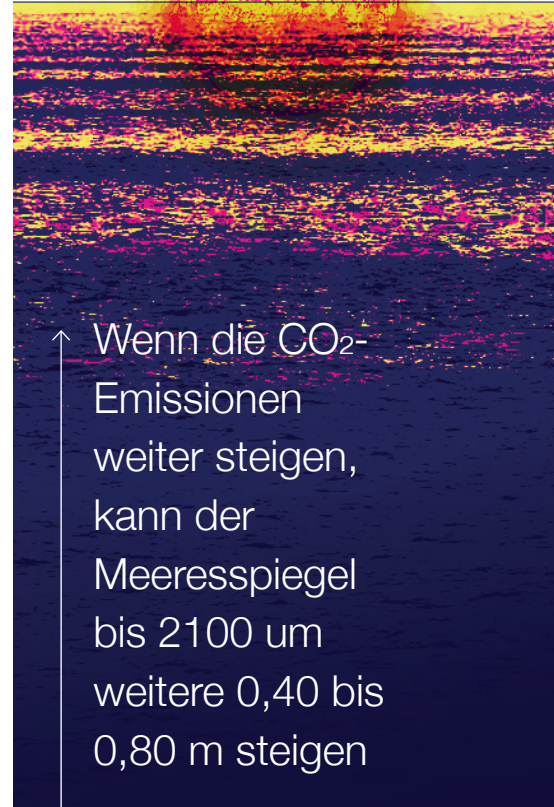 Wenn die CO₂-
Emissionen
weiter steigen,
kann der
Meeresspiegel
bis 2100 um
weitere 0,40 bis
0,80 m steigen